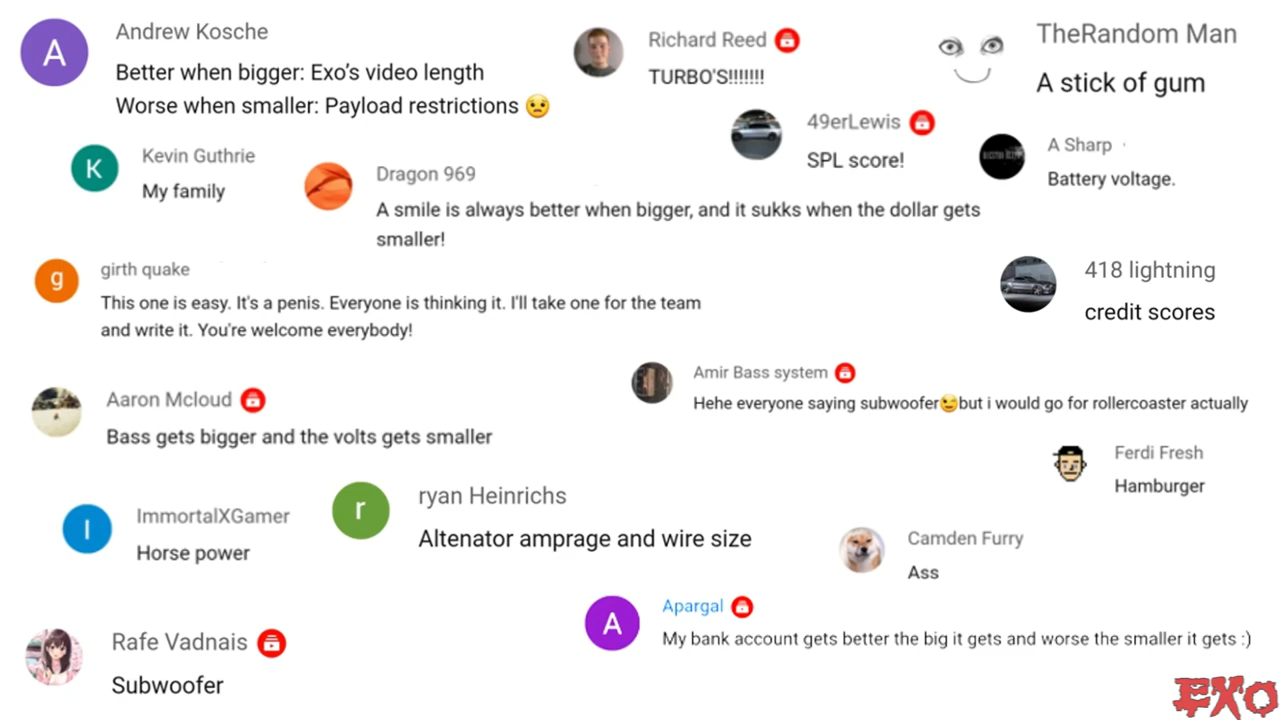 A
Andrew Kosche
Better when bigger: Exo's video length
Worse when smaller: Payload restrictions 😟
Richard Reed
TURBO'S!!!!!!!
TheRandom Man
A stick of gum
49erLewis
SPL score!
A Sharp
Battery voltage.
K
Kevin Guthrie
My family
Dragon 969
A smile is always better when bigger, and it sukks when the dollar gets
smaller!
g
girth quake
This one is easy. It's a penis. Everyone is thinking it. I'll take one for the team
and write it. You're welcome everybody!
418 lightning
credit scores
Amir Bass system
Hehe everyone saying subwoofer😉but i would go for rollercoaster actually
Aaron Mcloud
Bass gets bigger and the volts gets smaller
Ferdi Fresh
Hamburger
I
ImmortalXGamer
Horse power
r
ryan Heinrichs
Altenator amprage and wire size
Camden Furry
Ass
A
Apargal
My bank account gets better the big it gets and worse the smaller it gets :)
Rafe Vadnais
Subwoofer
EXO